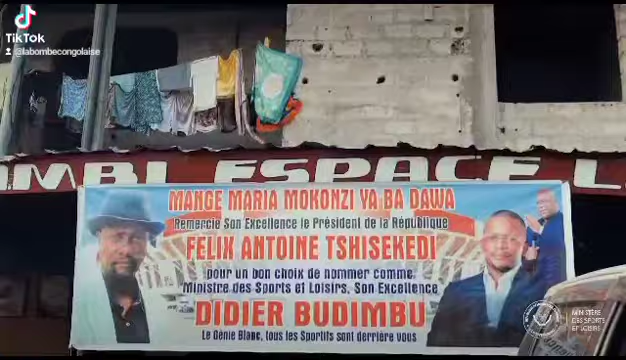 TikTok
@labombecongolaise
MBI ESPACE L
MANGE MARIA MOKONZI YA BA DAWA
Remercie Son Excellence le Président de la République
FELIX ANTOINE TSHISEKEDI
pour un bon choix de nommer comme
Ministre des Sports et Loisirs, Son Excellence
DIDIER BUDIMBU
Le Génie Blanc, tous les Sportifs sont derrière vous
MINISTÈRE
DES SPORTS
ET LOISIRS